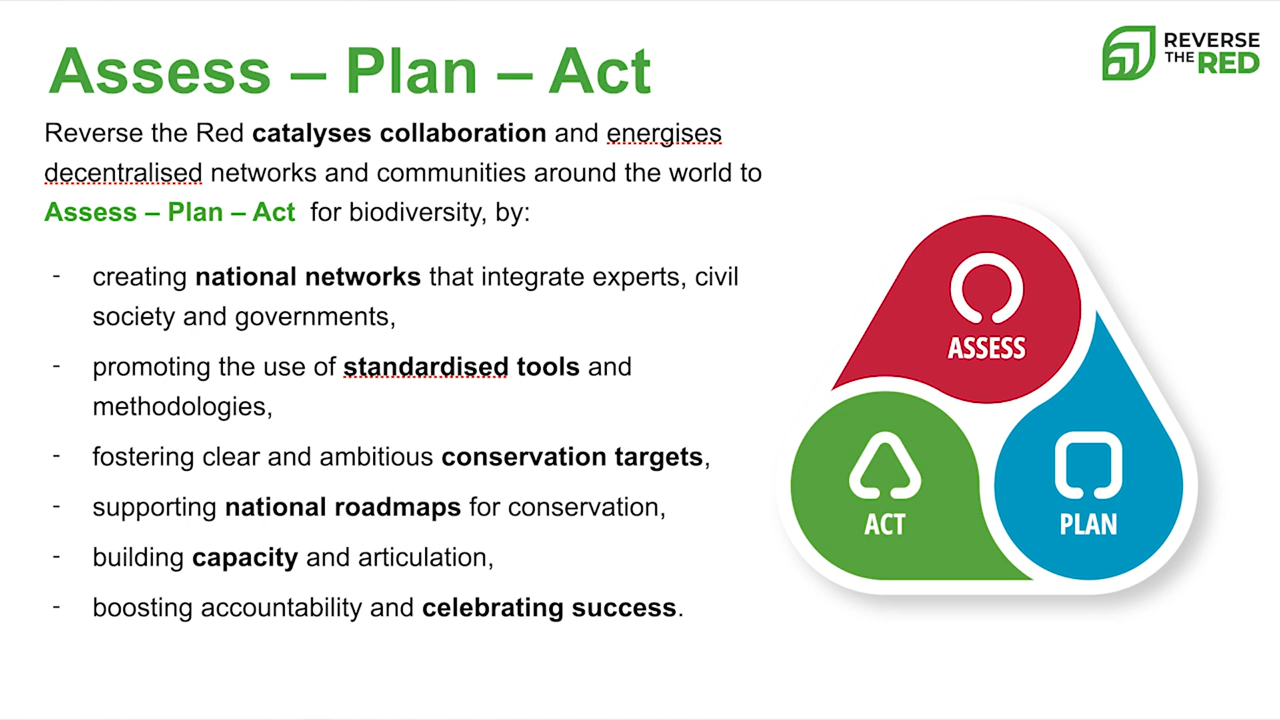 Assess – Plan – Act
REVERSE
THE RED
Reverse the Red catalyses collaboration and energises
decentralised networks and communities around the world to
Assess – Plan – Act for biodiversity, by:
- creating national networks that integrate experts, civil
society and governments,
- promoting the use of standardised tools and
methodologies,
- fostering clear and ambitious conservation targets,
- supporting national roadmaps for conservation,
- building capacity and articulation,
- boosting accountability and celebrating success.
ASSESS
ACT
PLAN